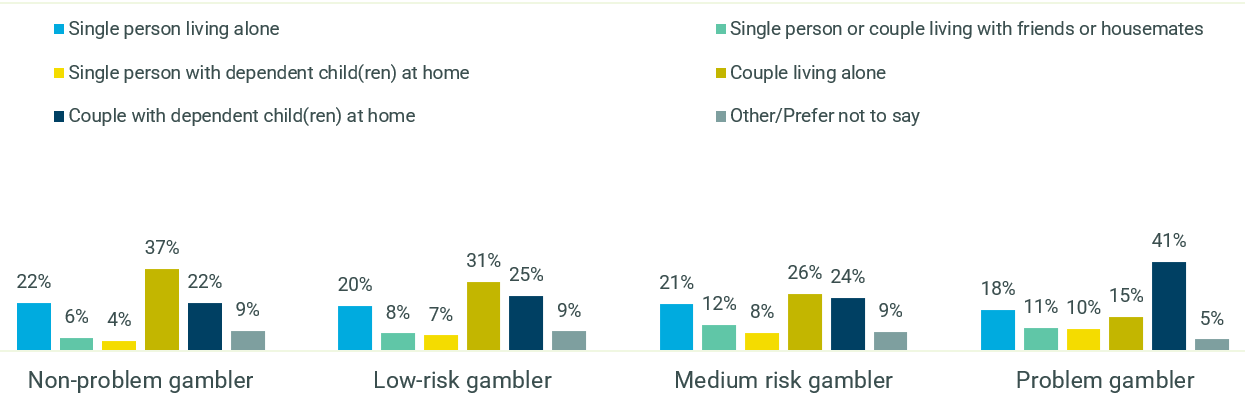 Single person living alone
Single person or couple living with friends or housemates
Single person with dependent child(ren) at home
Couple living alone
Couple with dependent child(ren) at home
Other/Prefer not to say
22% 6% 4% 37% 22% 9%
20% 8% 7% 31% 25% 9%
21% 12% 8% 26% 24% 9%
18% 11% 10% 15% 41% 5%
Non-problem gambler
Low-risk gambler
Medium risk gambler
Problem gambler